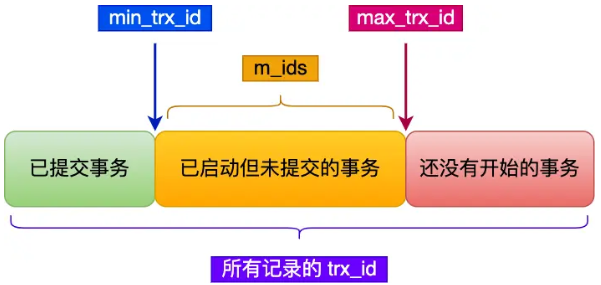 min_trx_id
max_trx_id
m_ids
已提交事务
已启动但未提交的事务
还没有开始的事务
所有记录的 trx_id